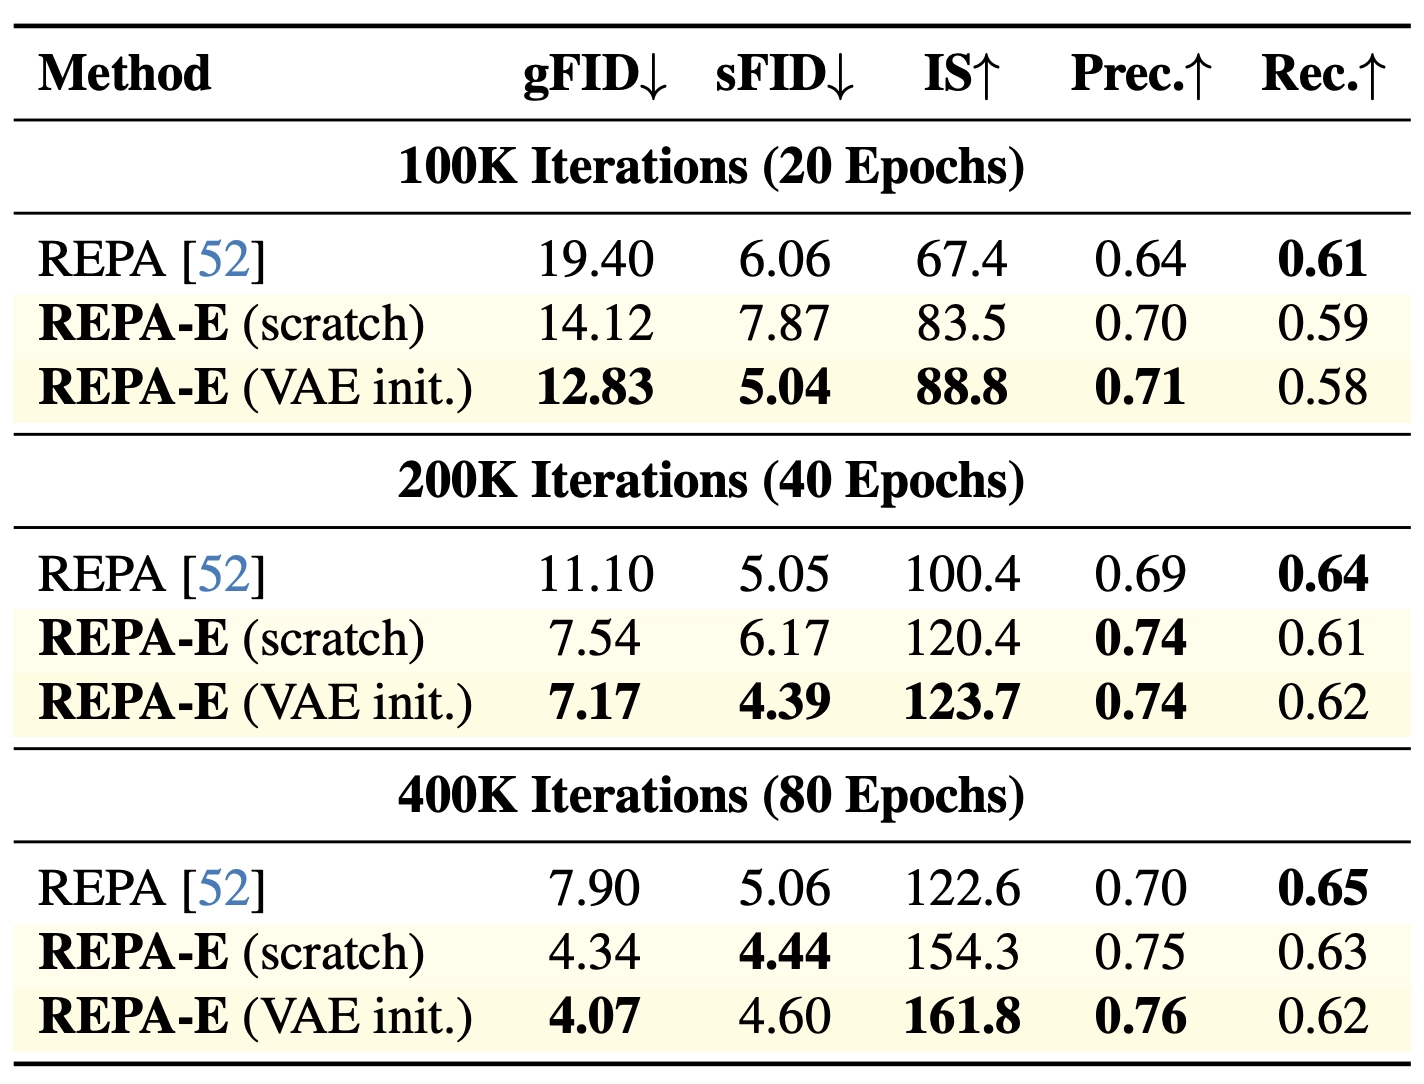 Method gFID↓ sFID↓ IS↑ Prec.↑ Rec.↑
100K Iterations (20 Epochs)
REPA [52] 19.40 6.06 67.4 0.64 0.61
REPA-E (scratch) 14.12 7.87 83.5 0.70 0.59
REPA-E (VAE init.) 12.83 5.04 88.8 0.71 0.58
200K Iterations (40 Epochs)
REPA [52] 11.10 5.05 100.4 0.69 0.64
REPA-E (scratch) 7.54 6.17 120.4 0.74 0.61
REPA-E (VAE init.) 7.17 4.39 123.7 0.74 0.62
400K Iterations (80 Epochs)
REPA [52] 7.90 5.06 122.6 0.70 0.65
REPA-E (scratch) 4.34 4.44 154.3 0.75 0.63
REPA-E (VAE init.) 4.07 4.60 161.8 0.76 0.62